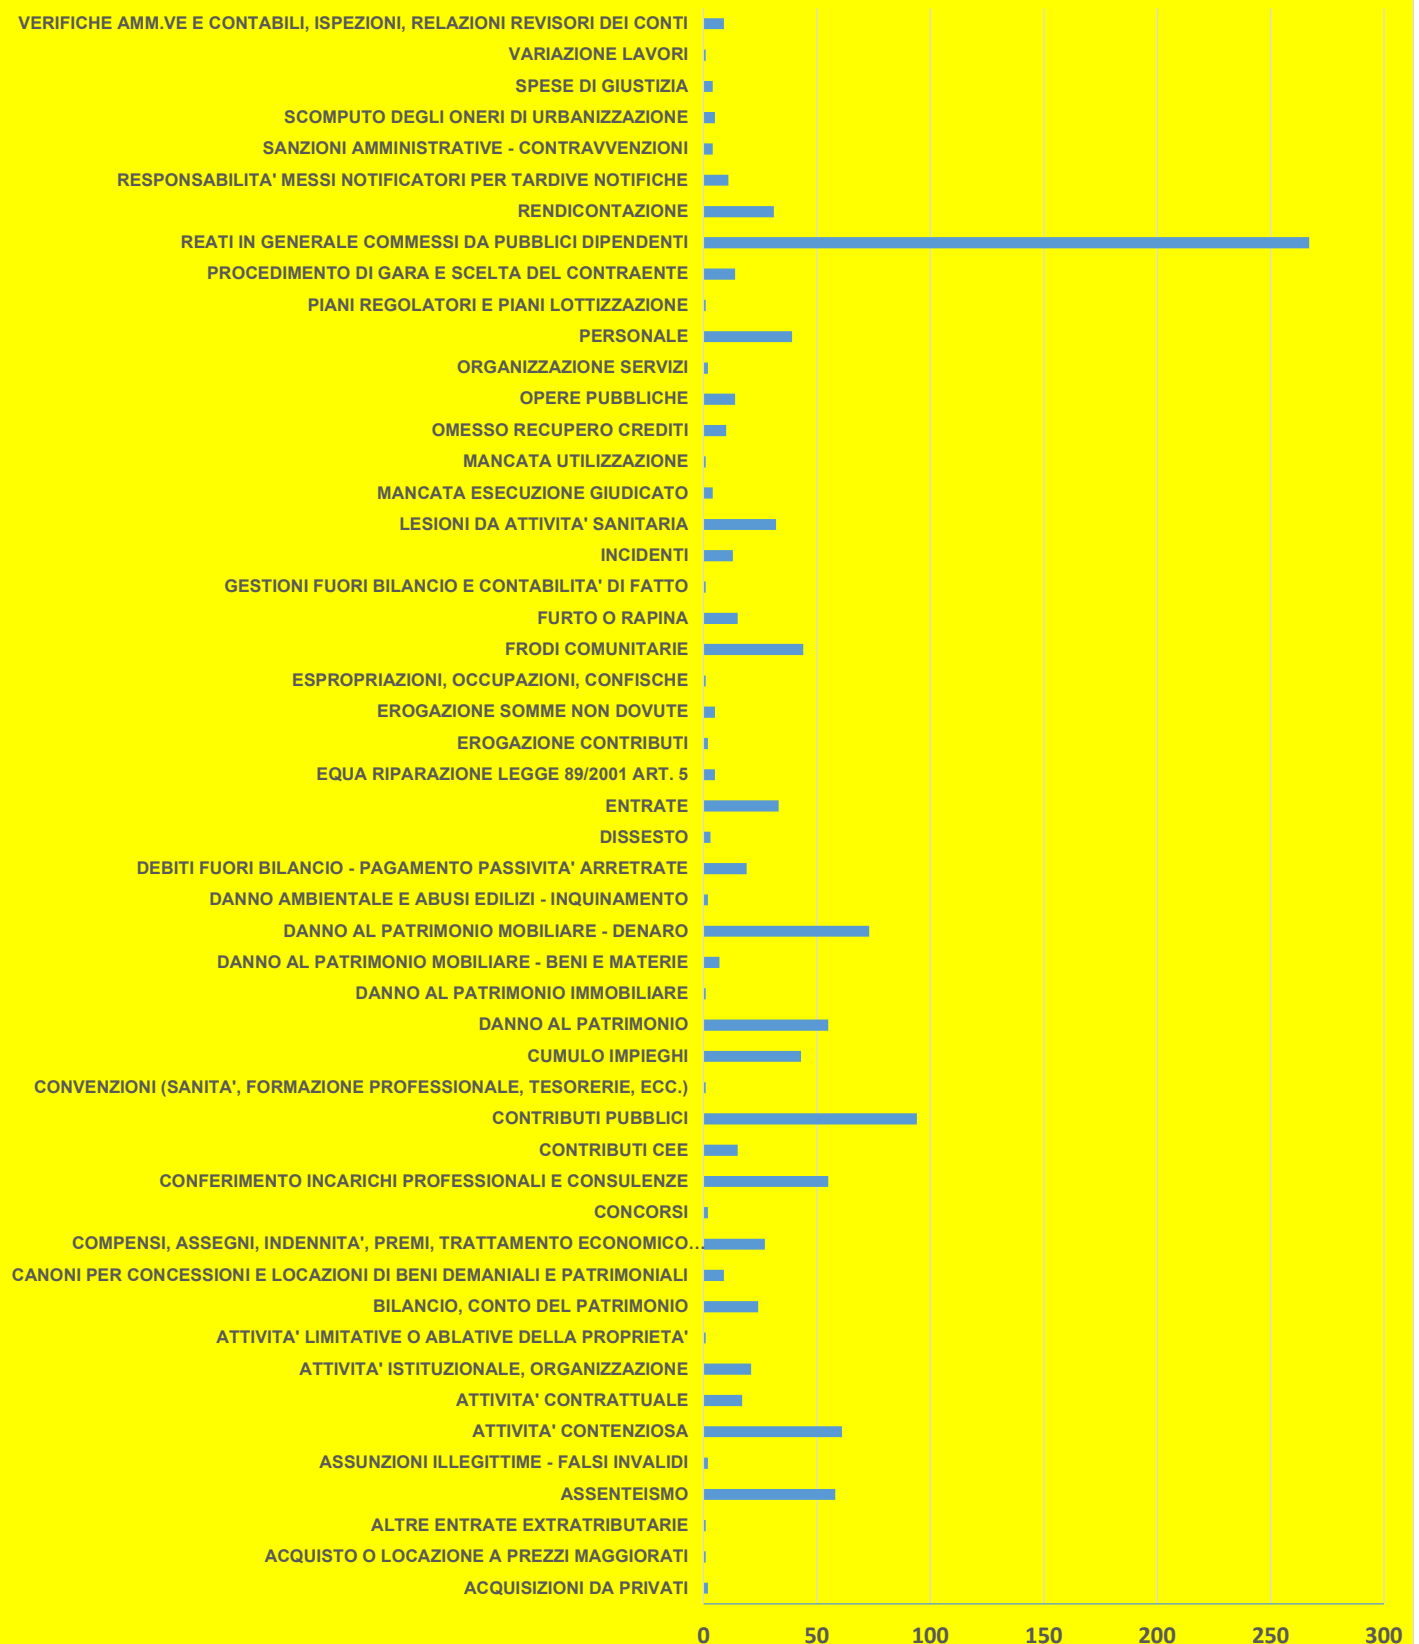 VERIFICHE AMM.VE E CONTABILI, ISPEZIONI, RELAZIONI REVISORI DEI CONTI
VARIAZIONE LAVORI
SPESE DI GIUSTIZIA
SCOMPUTO DEGLI ONERI DI URBANIZZAZIONE
SANZIONI AMMINISTRATIVE - CONTRAVVENZIONI
RESPONSABILITA' MESSI NOTIFICATORI PER TARDIVE NOTIFICHE
RENDICONTAZIONE
REATI IN GENERALE COMMESSI DA PUBBLICI DIPENDENTI
PROCEDIMENTO DI GARA E SCELTA DEL CONTRAENTE
PIANI REGOLATORI E PIANI LOTTIZZAZIONE
PERSONALE
ORGANIZZAZIONE SERVIZI
OPERE PUBBLICHE
OMESSO RECUPERO CREDITI
MANCATA UTILIZZAZIONE
MANCATA ESECUZIONE GIUDICATO
LESIONI DA ATTIVITA' SANITARIA
INCIDENTI
GESTIONI FUORI BILANCIO E CONTABILITA' DI FATTO
FURTO O RAPINA
FRODI COMUNITARIE
ESPROPRIAZIONI, OCCUPAZIONI, CONFISCHE
EROGAZIONE SOMME NON DOVUTE
EROGAZIONE CONTRIBUTI
EQUA RIPARAZIONE LEGGE 89/2001 ART. 5
ENTRATE
DISSESTO
DEBITI FUORI BILANCIO - PAGAMENTO PASSIVITA' ARRETRATE
DANNO AMBIENTALE E ABUSI EDILIZI - INQUINAMENTO
DANNO AL PATRIMONIO MOBILIARE - DENARO
DANNO AL PATRIMONIO MOBILIARE - BENI E MATERIE
DANNO AL PATRIMONIO IMMOBILIARE
DANNO AL PATRIMONIO
CUMULO IMPIEGHI
CONVENZIONI (SANITA', FORMAZIONE PROFESSIONALE, TESORERIE, ECC.)
CONTRIBUTI PUBBLICI
CONTRIBUTI CEE
CONFERIMENTO INCARICHI PROFESSIONALI E CONSULENZE
CONCORSI
COMPENSI, ASSEGNI, INDENNITA', PREMI, TRATTAMENTO ECONOMICO…
CANONI PER CONCESSIONI E LOCAZIONI DI BENI DEMANIALI E PATRIMONIALI
BILANCIO, CONTO DEL PATRIMONIO
ATTIVITA' LIMITATIVE O ABLATIVE DELLA PROPRIETA'
ATTIVITA' ISTITUZIONALE, ORGANIZZAZIONE
ATTIVITA' CONTRATTUALE
ATTIVITA' CONTENZIOSA
ASSUNZIONI ILLEGITTIME - FALSI INVALIDI
ASSENTEISMO
ALTRE ENTRATE EXTRATRIBUTARIE
ACQUISTO O LOCAZIONE A PREZZI MAGGIORATI
ACQUISIZIONI DA PRIVATI
0 50 100 150 200 250 300